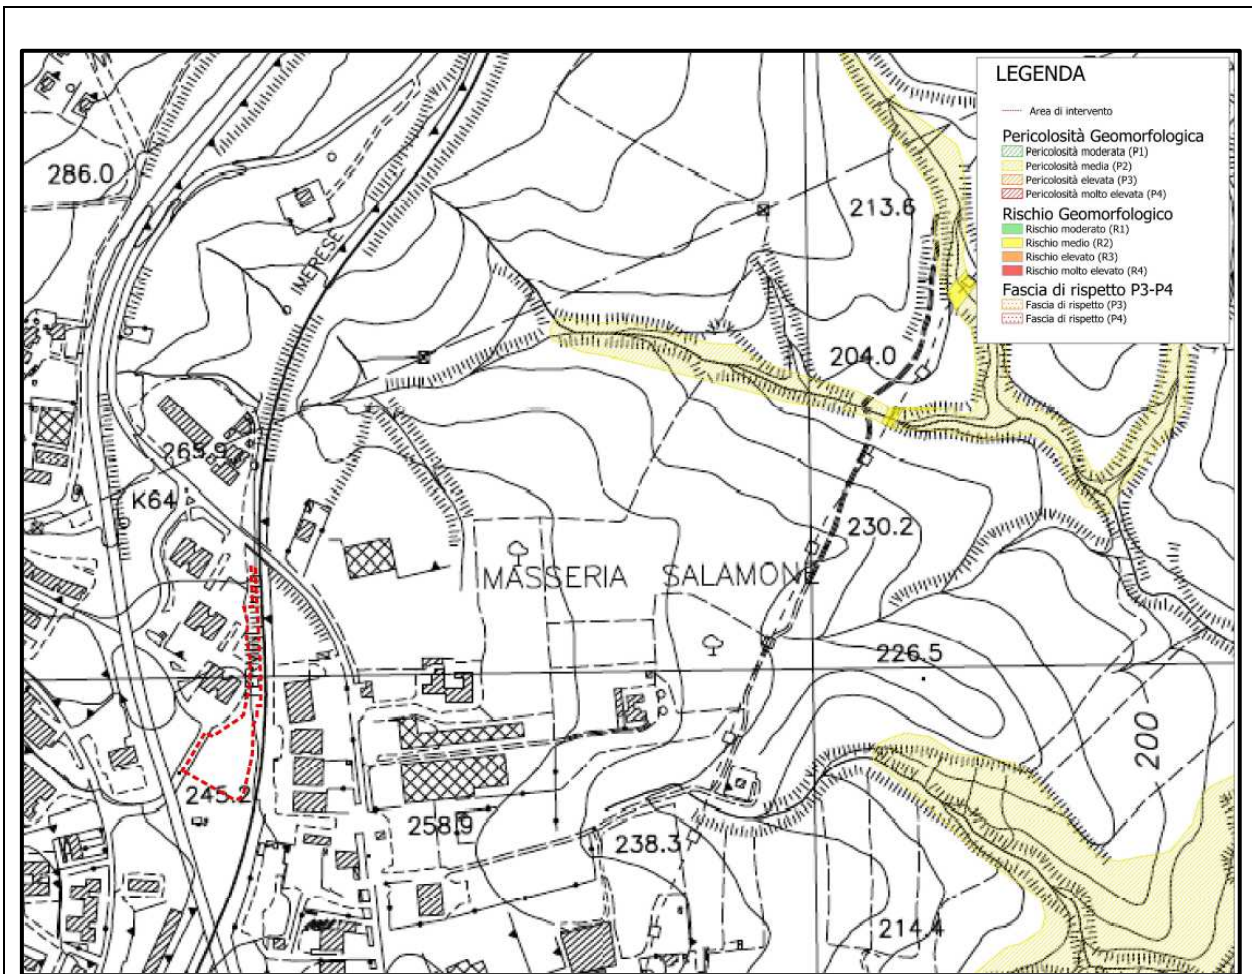 LEGENDA
Area di intervento
Pericolosità Geomorfologica
Pericolosità moderata (P1)
Pericolosità media (P2)
Pericolosità elevata (P3)
Pericolosità molto elevata (P4)
Rischio Geomorfologico
Rischio moderato (R1)
Rischio medio (R2)
Rischio elevato (R3)
Rischio molto elevato (R4)
Fascia di rispetto P3-P4
Fascia di rispetto (P3)
Fascia di rispetto (P4)
286.0
213.6
IMERESE
204.0
265.9
K64
230.2
MASSERIA SALAMONE
226.5
200
245.2
258.9
238.3
214.4